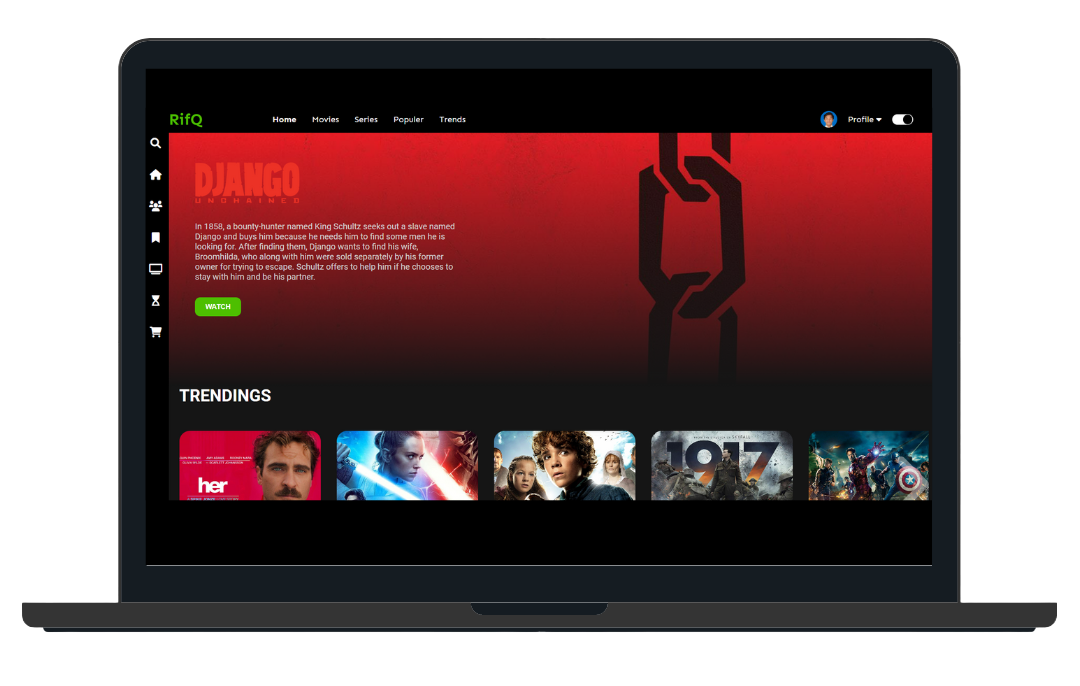 RifQ
Home Movies Series Populer Trends
Profile
DJANGO
UNCHAINED
In 1858, a bounty-hunter named King Schultz seeks out a slave named
Django and buys him because he needs him to find some men he is
looking for. After finding them, Django wants to find his wife,
Broomhilda, who along with him were sold separately by his former
owner for trying to escape. Schultz offers to help him if he chooses to
stay with him and be his partner.
WATCH
TRENDINGS
her
1917